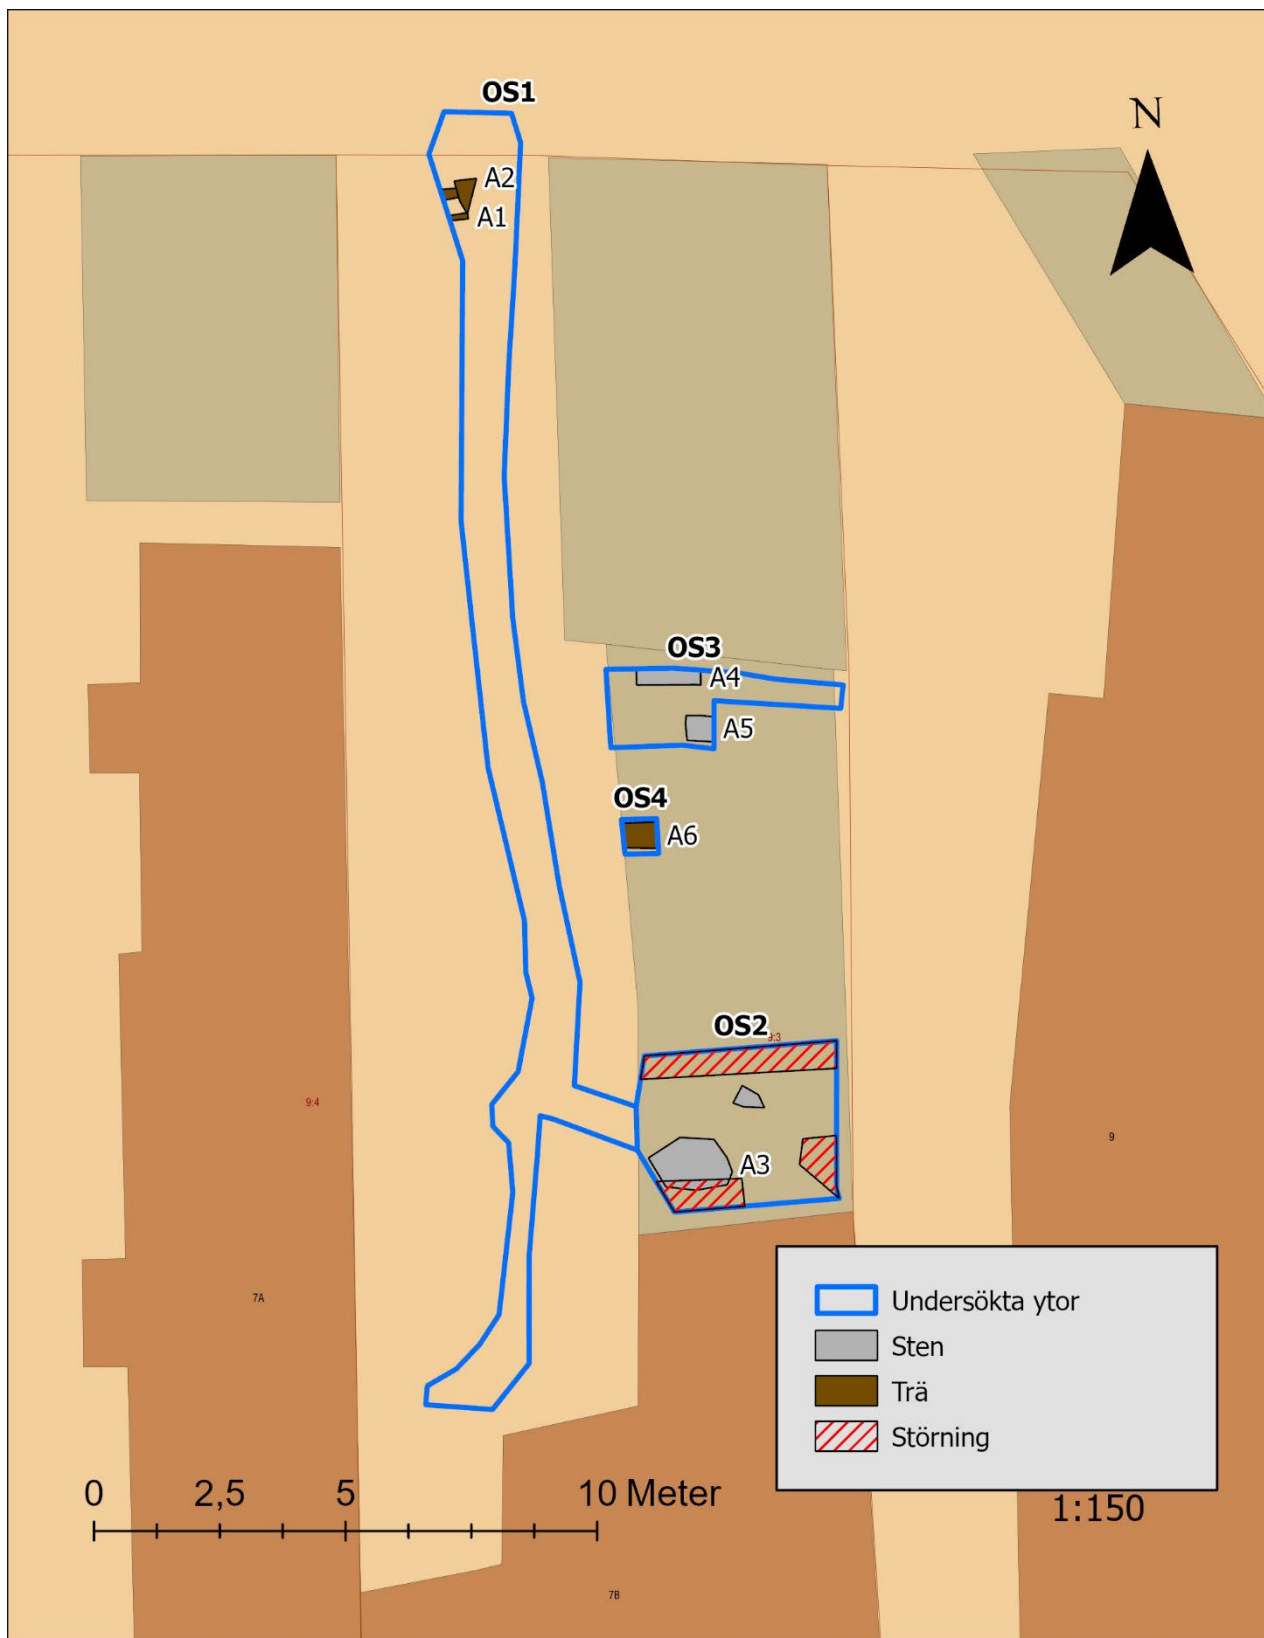 OS1
N
A2
A1
OS3
A4
A5
OS4
A6
OS2
9:3
9:4
9
A3
7A
Undersökta ytor
Sten
Trä
Störning
0 2,5 5 10 Meter
1:150
7B